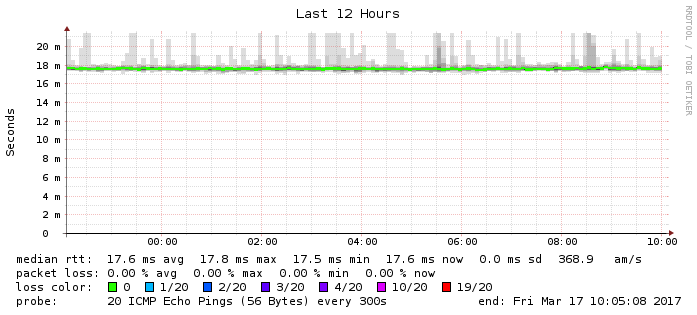 Last 12 Hours
RRDTOOL / TOBI OETIKER
Seconds
20 m
18 m
16 m
14 m
12 m
10 m
8 m
6 m
4 m
2 m
0
00:00 02:00 04:00 06:00 08:00 10:00
median rtt: 17.6 ms avg 17.8 ms max 17.5 ms min 17.6 ms now 0.0 ms sd 368.9 am/s
packet loss: 0.00 % avg 0.00 % max 0.00 % min 0.00 % now
loss color: 0 1/20 2/20 3/20 4/20 10/20 19/20
probe: 20 ICMP Echo Pings (56 Bytes) every 300s end: Fri Mar 17 10:05:08 2017